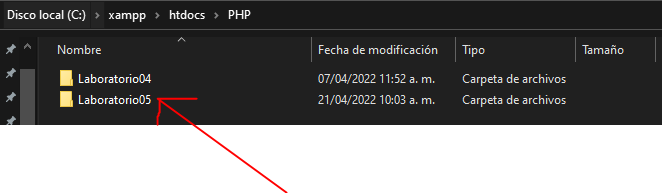 Disco local (C:) › xampp › htdocs › PHP
Nombre Fecha de modificación Tipo Tamaño
Laboratorio04 07/04/2022 11:52 a. m. Carpeta de archivos
Laboratorio05 21/04/2022 10:03 a. m. Carpeta de archivos